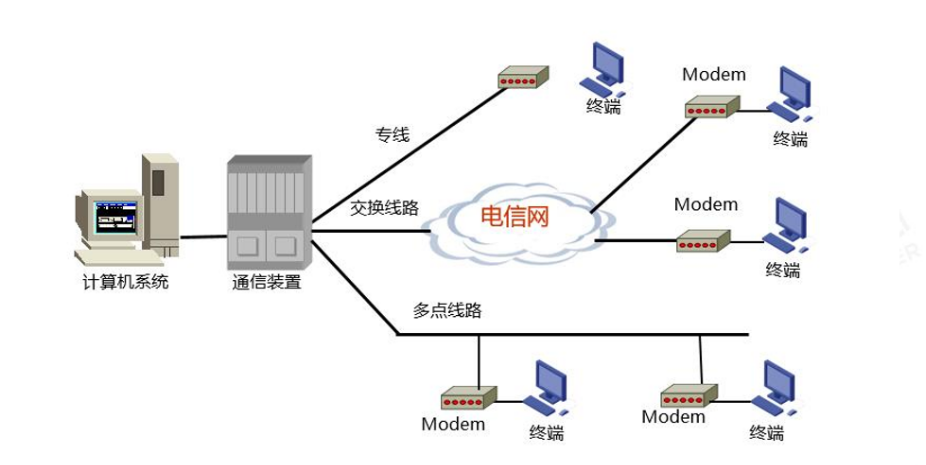 Modem
终端
终端
专线
交换线路
电信网
Modem
终端
计算机系统
通信装置
多点线路
Modem
终端
Modem
终端